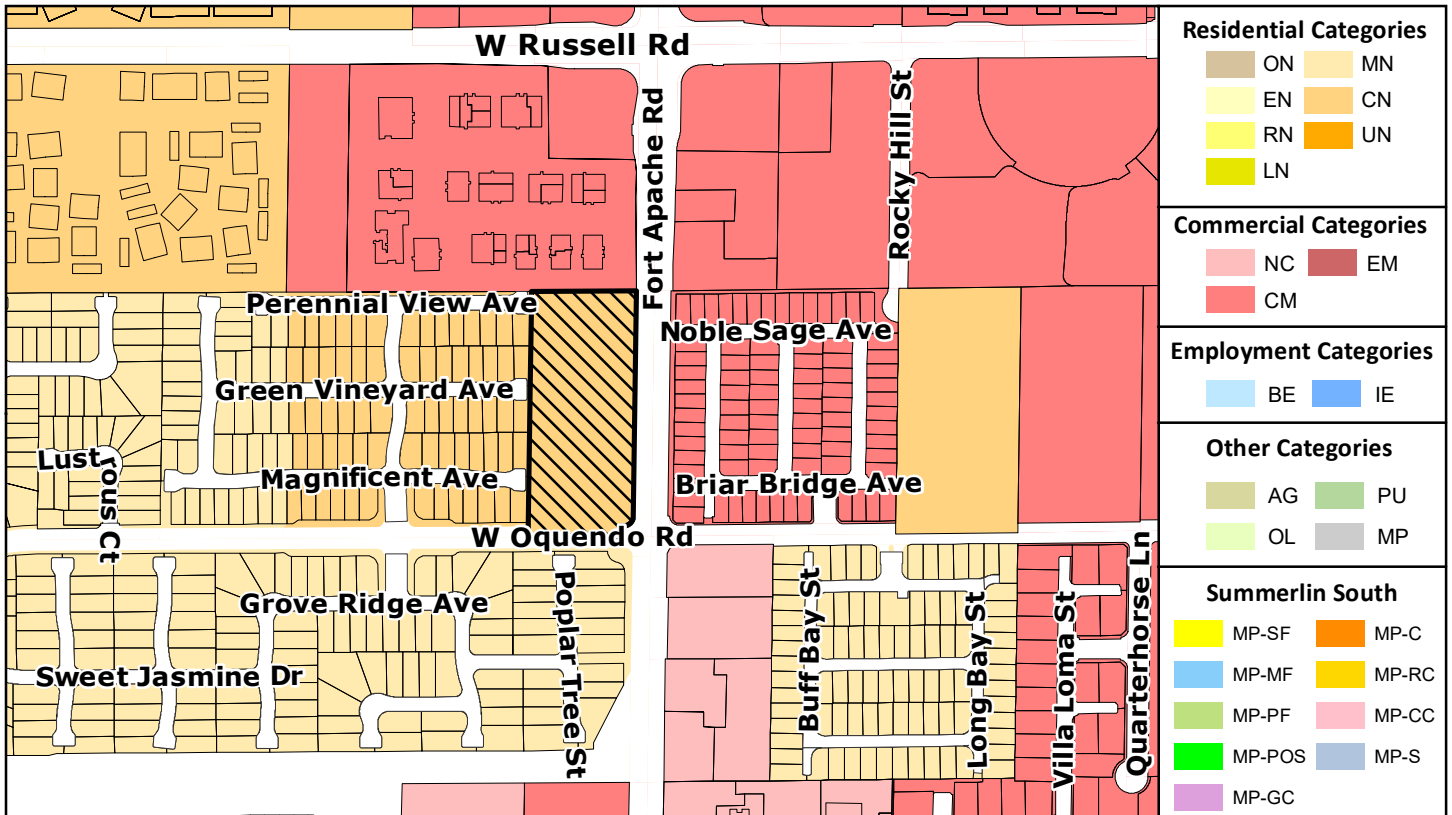 W Russell Rd
Fort Apache Rd
Rocky Hill St
Perennial View Ave
Noble Sage Ave
Green Vineyard Ave
Lustrous Ct
Magnificent Ave
Briar Bridge Ave
W Oquendo Rd
Grove Ridge Ave
Poplar Tree St
Sweet Jasmine Dr
Buff Bay St
Long Bay St
Villa Loma St
Quarterhorse Ln
Residential Categories
ON MN
EN CN
RN UN
LN
Commercial Categories
NC EM
CM
Employment Categories
BE IE
Other Categories
AG PU
OL MP
Summerlin South
MP-SF MP-C
MP-MF MP-RC
MP-PF MP-CC
MP-POS MP-S
MP-GC